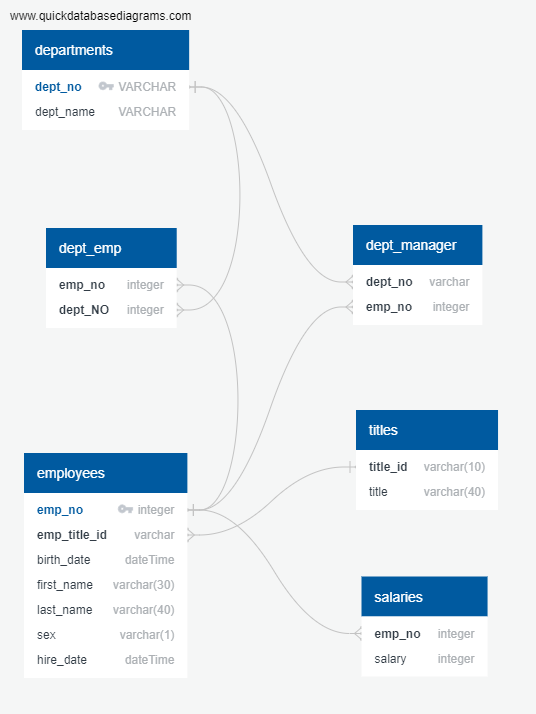 www.quickdatabasediagrams.com
departments
dept_no VARCHAR
dept_name VARCHAR
dept_emp
emp_no integer
dept_NO integer
dept_manager
dept_no varchar
emp_no integer
titles
title_id varchar(10)
title varchar(40)
employees
emp_no integer
emp_title_id varchar
birth_date dateTime
first_name varchar(30)
last_name varchar(40)
sex varchar(1)
hire_date dateTime
salaries
emp_no integer
salary integer